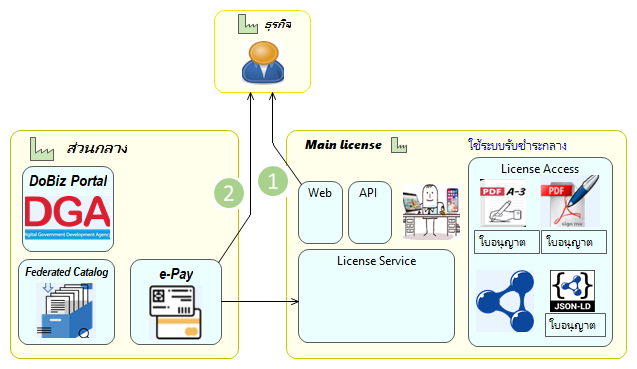 ธุรกิจ
2
1
ส่วนกลาง
DoBiz Portal
DGA
Digital Government Development Agency
Federated Catalog
e-Pay
Main license
ใช้ระบบรับชำระกลาง
Web
API
License Service
License Access
PDF A-3
PDF
sign me
ใบอนุญาต
ใบอนุญาต
JSON-LD
ใบอนุญาต